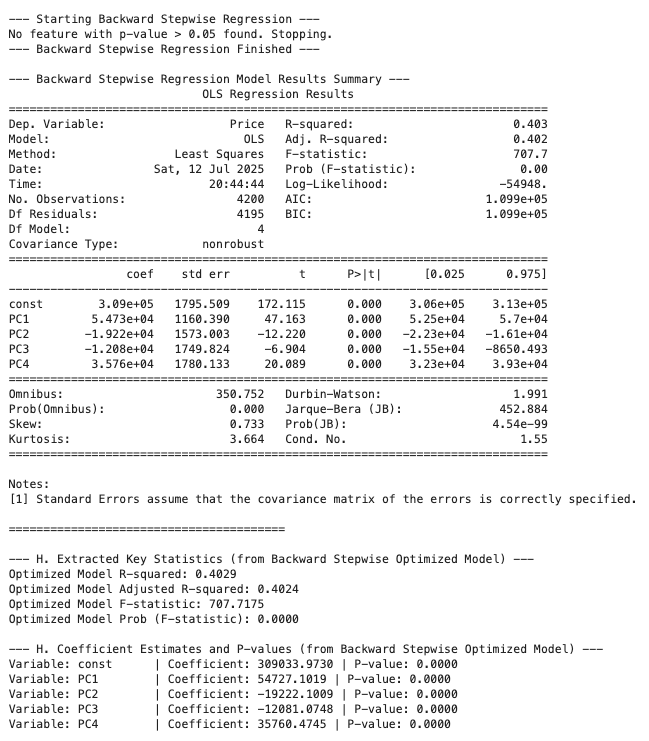 --- Starting Backward Stepwise Regression ---
No feature with p-value > 0.05 found. Stopping.
--- Backward Stepwise Regression Finished ---

--- Backward Stepwise Regression Model Results Summary ---
                            OLS Regression Results
==============================================================================
Dep. Variable:                  Price   R-squared:                       0.403
Model:                            OLS   Adj. R-squared:                  0.402
Method:                 Least Squares   F-statistic:                     707.7
Date:                Sat, 12 Jul 2025   Prob (F-statistic):               0.00
Time:                        20:44:44   Log-Likelihood:                -54948.
No. Observations:                4200   AIC:                         1.099e+05
Df Residuals:                    4195   BIC:                         1.099e+05
Df Model:                           4
Covariance Type:            nonrobust
==============================================================================
                 coef    std err          t      P>|t|      [0.025      0.975]
------------------------------------------------------------------------------
const        3.09e+05   1795.509    172.115      0.000    3.06e+05    3.13e+05
PC1         5.473e+04   1160.390     47.163      0.000    5.25e+04     5.7e+04
PC2        -1.922e+04   1573.003    -12.220      0.000   -2.23e+04   -1.61e+04
PC3        -1.208e+04   1749.824     -6.904      0.000   -1.55e+04   -8650.493
PC4         3.576e+04   1780.133     20.089      0.000    3.23e+04    3.93e+04
==============================================================================
Omnibus:                      350.752   Durbin-Watson:                   1.991
Prob(Omnibus):                  0.000   Jarque-Bera (JB):              452.884
Skew:                           0.733   Prob(JB):                     4.54e-99
Kurtosis:                       3.664   Cond. No.                         1.55
==============================================================================

Notes:
[1] Standard Errors assume that the covariance matrix of the errors is correctly specified.

========================================

--- H. Extracted Key Statistics (from Backward Stepwise Optimized Model) ---
Optimized Model R-squared: 0.4029
Optimized Model Adjusted R-squared: 0.4024
Optimized Model F-statistic: 707.7175
Optimized Model Prob (F-statistic): 0.0000

--- H. Coefficient Estimates and P-values (from Backward Stepwise Optimized Model) ---
Variable: const      | Coefficient: 309033.9730 | P-value: 0.0000
Variable: PC1        | Coefficient: 54727.1019 | P-value: 0.0000
Variable: PC2        | Coefficient: -19222.1009 | P-value: 0.0000
Variable: PC3        | Coefficient: -12081.0748 | P-value: 0.0000
Variable: PC4        | Coefficient: 35760.4745 | P-value: 0.0000